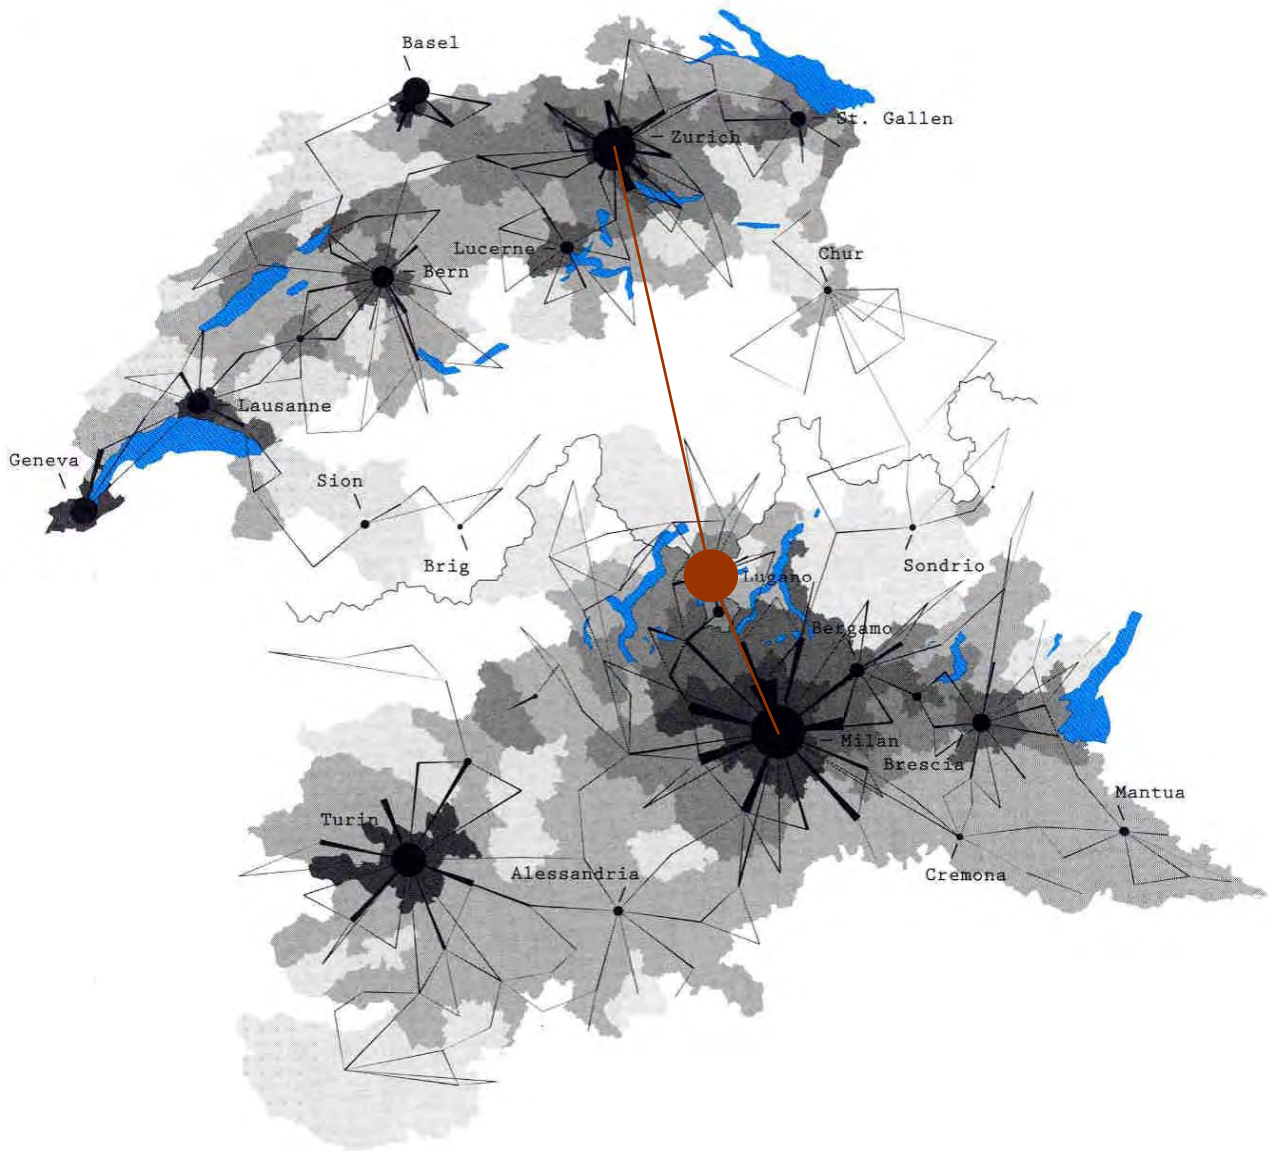 Basel
St. Gallen
Zurich
Lucerne
Chur
Bern
Lausanne
Geneva
Sion
Brig
Sondrio
Lugano
Bergamo
Milan
Brescia
Mantua
Turin
Alessandria
Cremona